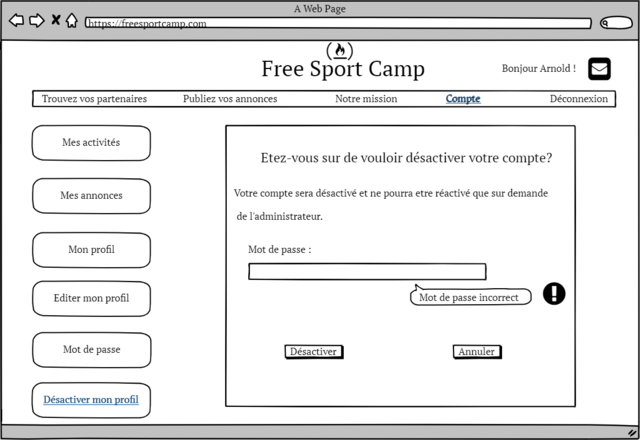 A Web Page
https://freesportcamp.com
Free Sport Camp
Bonjour Arnold !
Trouvez vos partenaires Publiez vos annonces Notre mission Compte Déconnexion
Mes activités
Mes annonces
Mon profil
Editer mon profil
Mot de passe
Désactiver mon profil
Etez-vous sur de vouloir désactiver votre compte?
Votre compte sera désactivé et ne pourra etre réactivé que sur demande
de l'administrateur.
Mot de passe :
Mot de passe incorrect
Désactiver Annuler